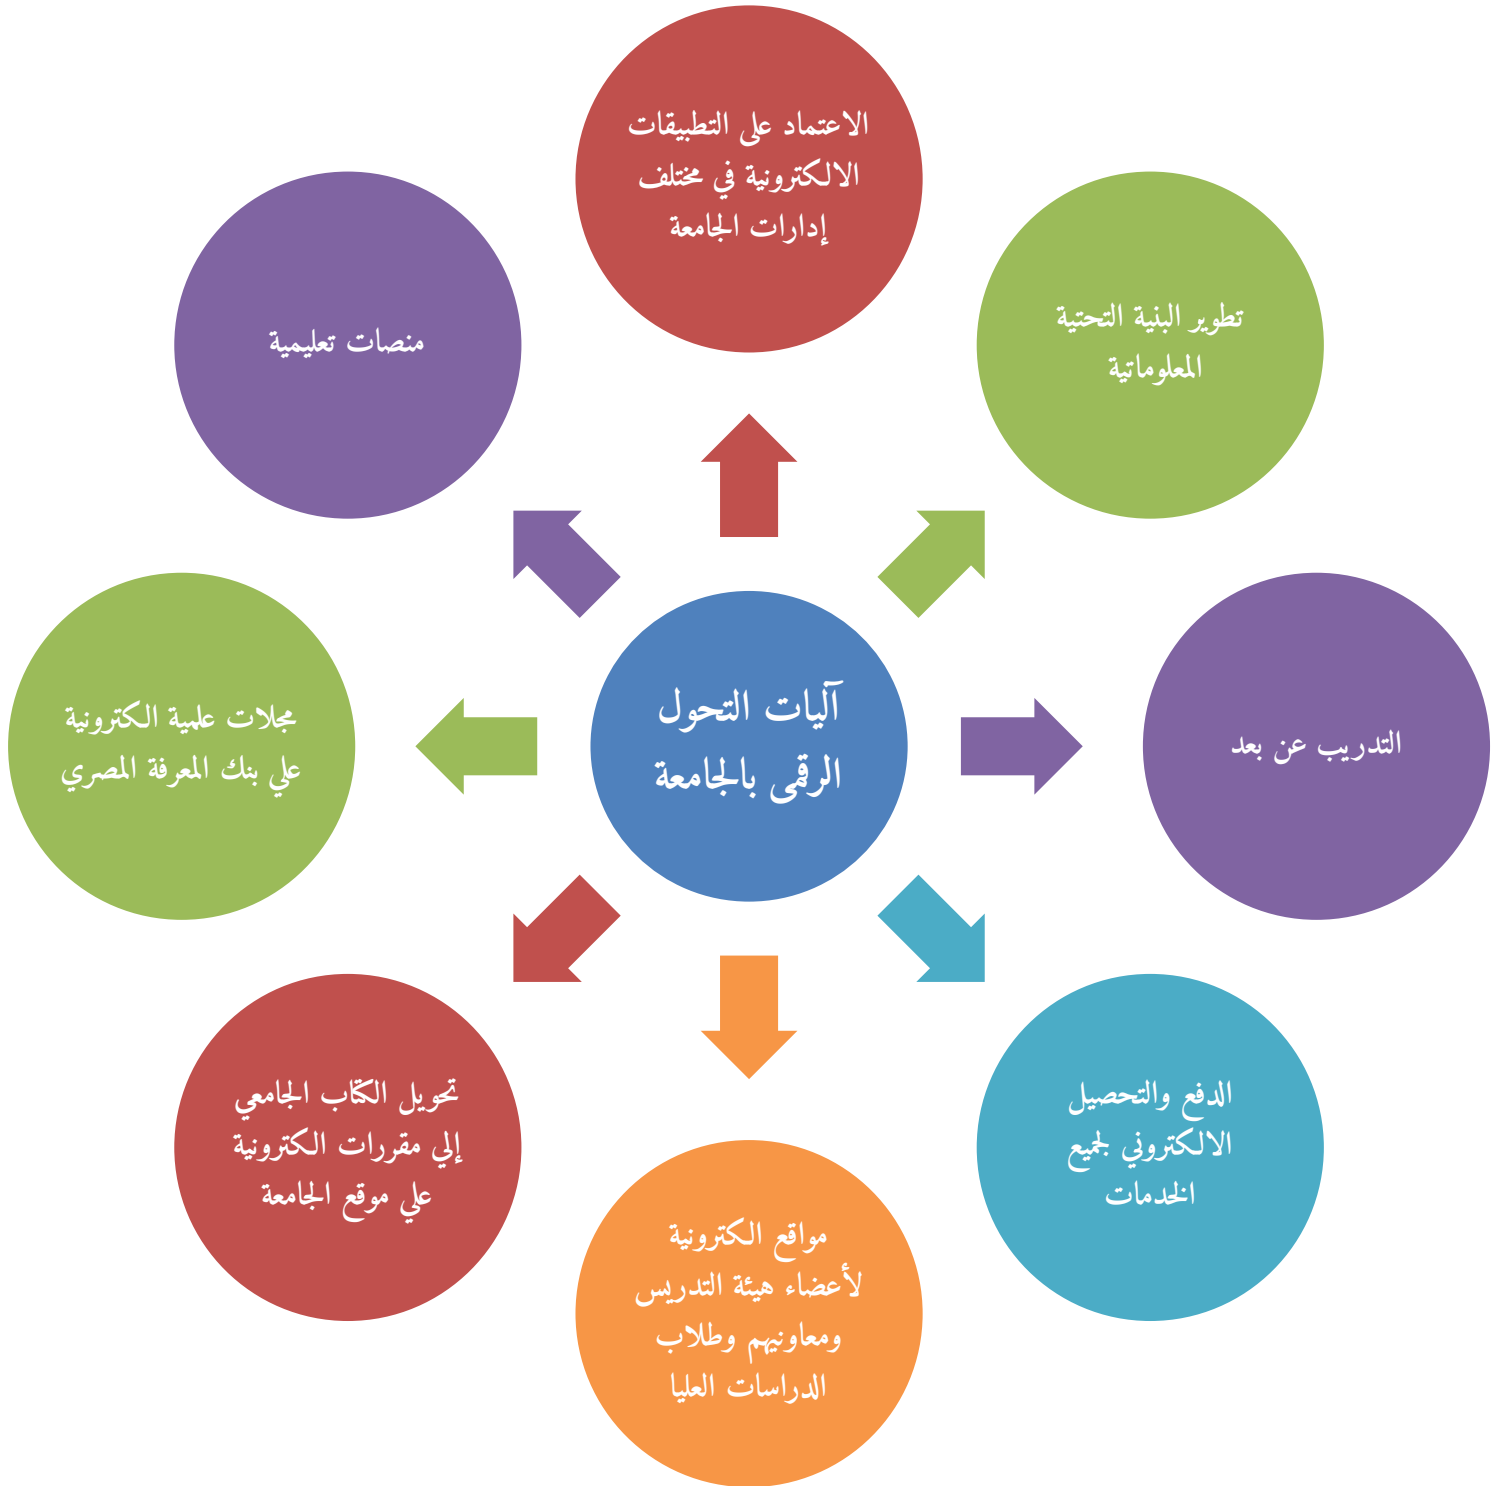 الاعتماد على التطبيقات
الالكترونية في مختلف
إدارات الجامعة
تطوير البنية التحتية
المعلوماتية
منصات تعليمية
آليات التحول
الرقمى بالجامعة
التدريب عن بعد
مجلات علمية الكترونية
علي بنك المعرفة المصري
الدفع والتحصيل
الالكتروني لجميع
الخدمات
تحويل الكتاب الجامعي
إلي مقررات الكترونية
علي موقع الجامعة
مواقع الكترونية
لأعضاء هيئة التدريس
ومعاونيهم وطلاب
الدراسات العليا